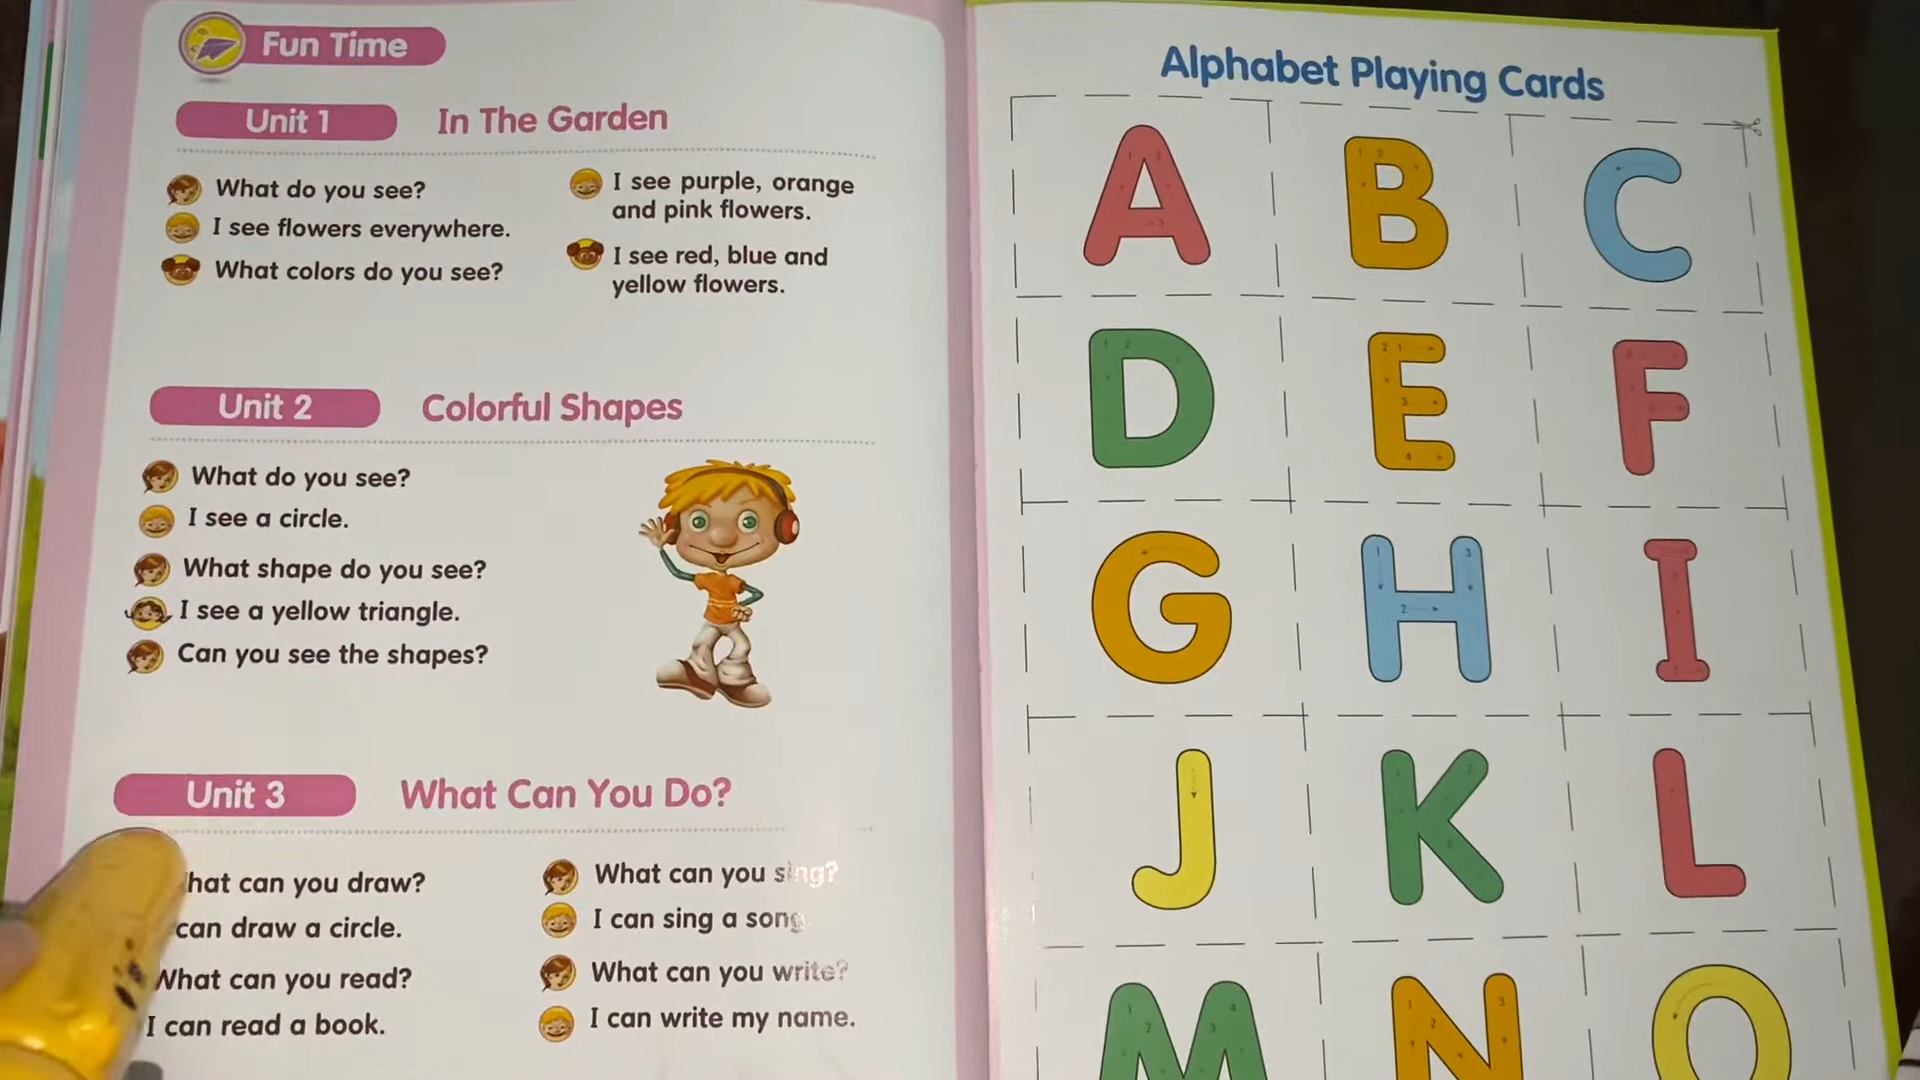 Fun Time
Unit 1 In The Garden
What do you see?
I see flowers everywhere.
What colors do you see?
I see purple, orange
and pink flowers.
I see red, blue and
yellow flowers.
Unit 2 Colorful Shapes
What do you see?
I see a circle.
What shape do you see?
I see a yellow triangle.
Can you see the shapes?
Unit 3 What Can You Do?
hat can you draw?
can draw a circle.
What can you read?
I can read a book.
What can you sing?
I can sing a song
What can you write?
I can write my name.
Alphabet Playing Cards
A B C
D E F
G H I
J K L
M N O